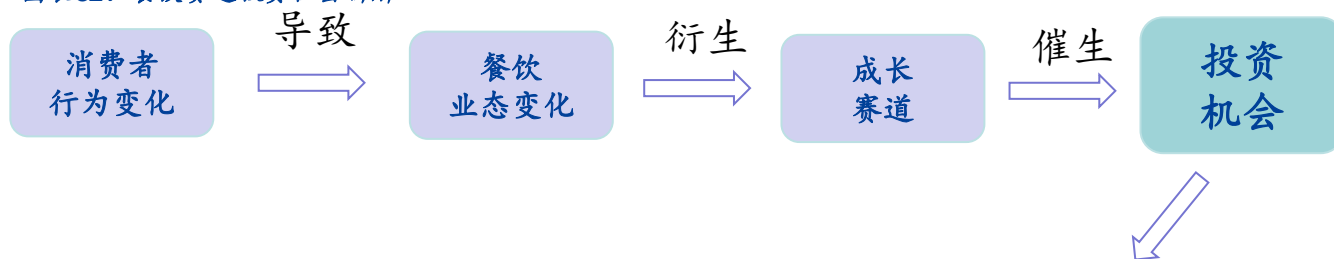 导致
衍生
催生
消费者
行为变化
餐饮
业态变化
成长
赛道
投资
机会